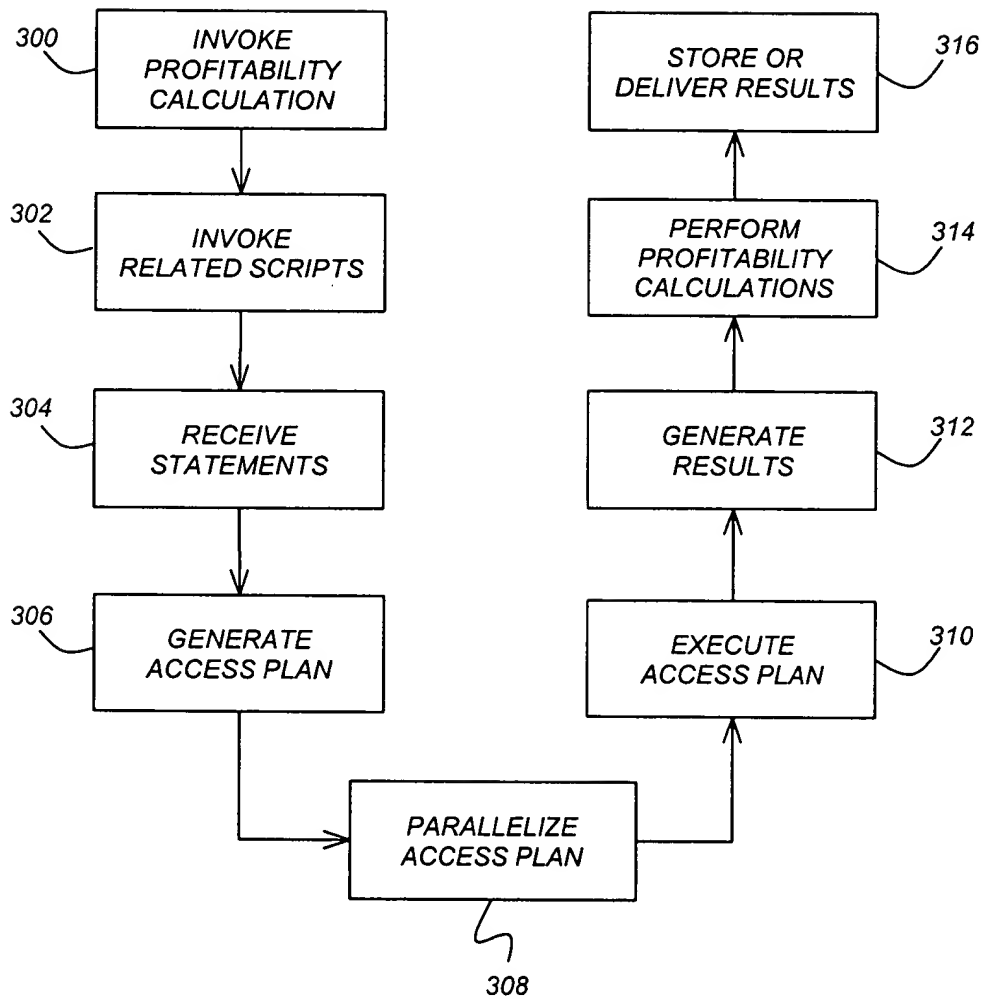 300
INVOKE
PROFITABILITY
CALCULATION
302
INVOKE
RELATED SCRIPTS
304
RECEIVE
STATEMENTS
306
GENERATE
ACCESS PLAN
PARALLELIZE
ACCESS PLAN
308
EXECUTE
ACCESS PLAN
310
GENERATE
RESULTS
312
PERFORM
PROFITABILITY
CALCULATIONS
314
STORE OR
DELIVER RESULTS
316